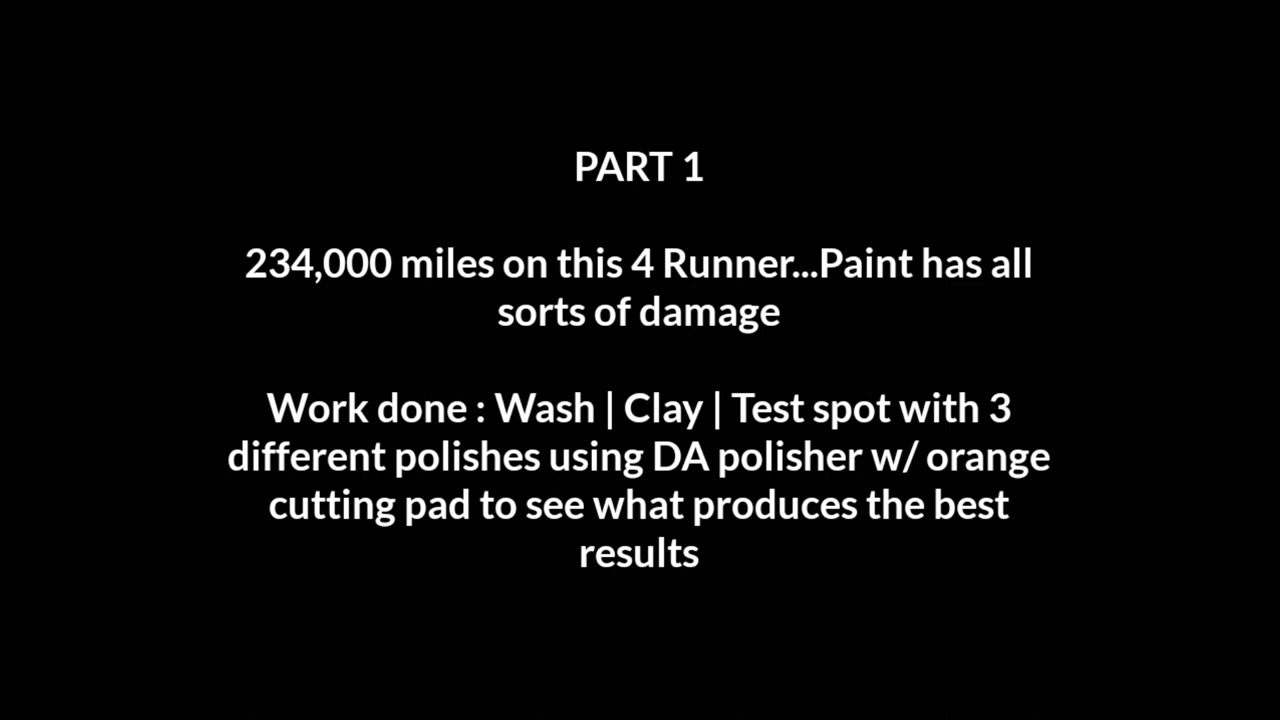 PART 1
234,000 miles on this 4 Runner...Paint has all
sorts of damage
Work done : Wash | Clay | Test spot with 3
different polishes using DA polisher w/ orange
cutting pad to see what produces the best
results